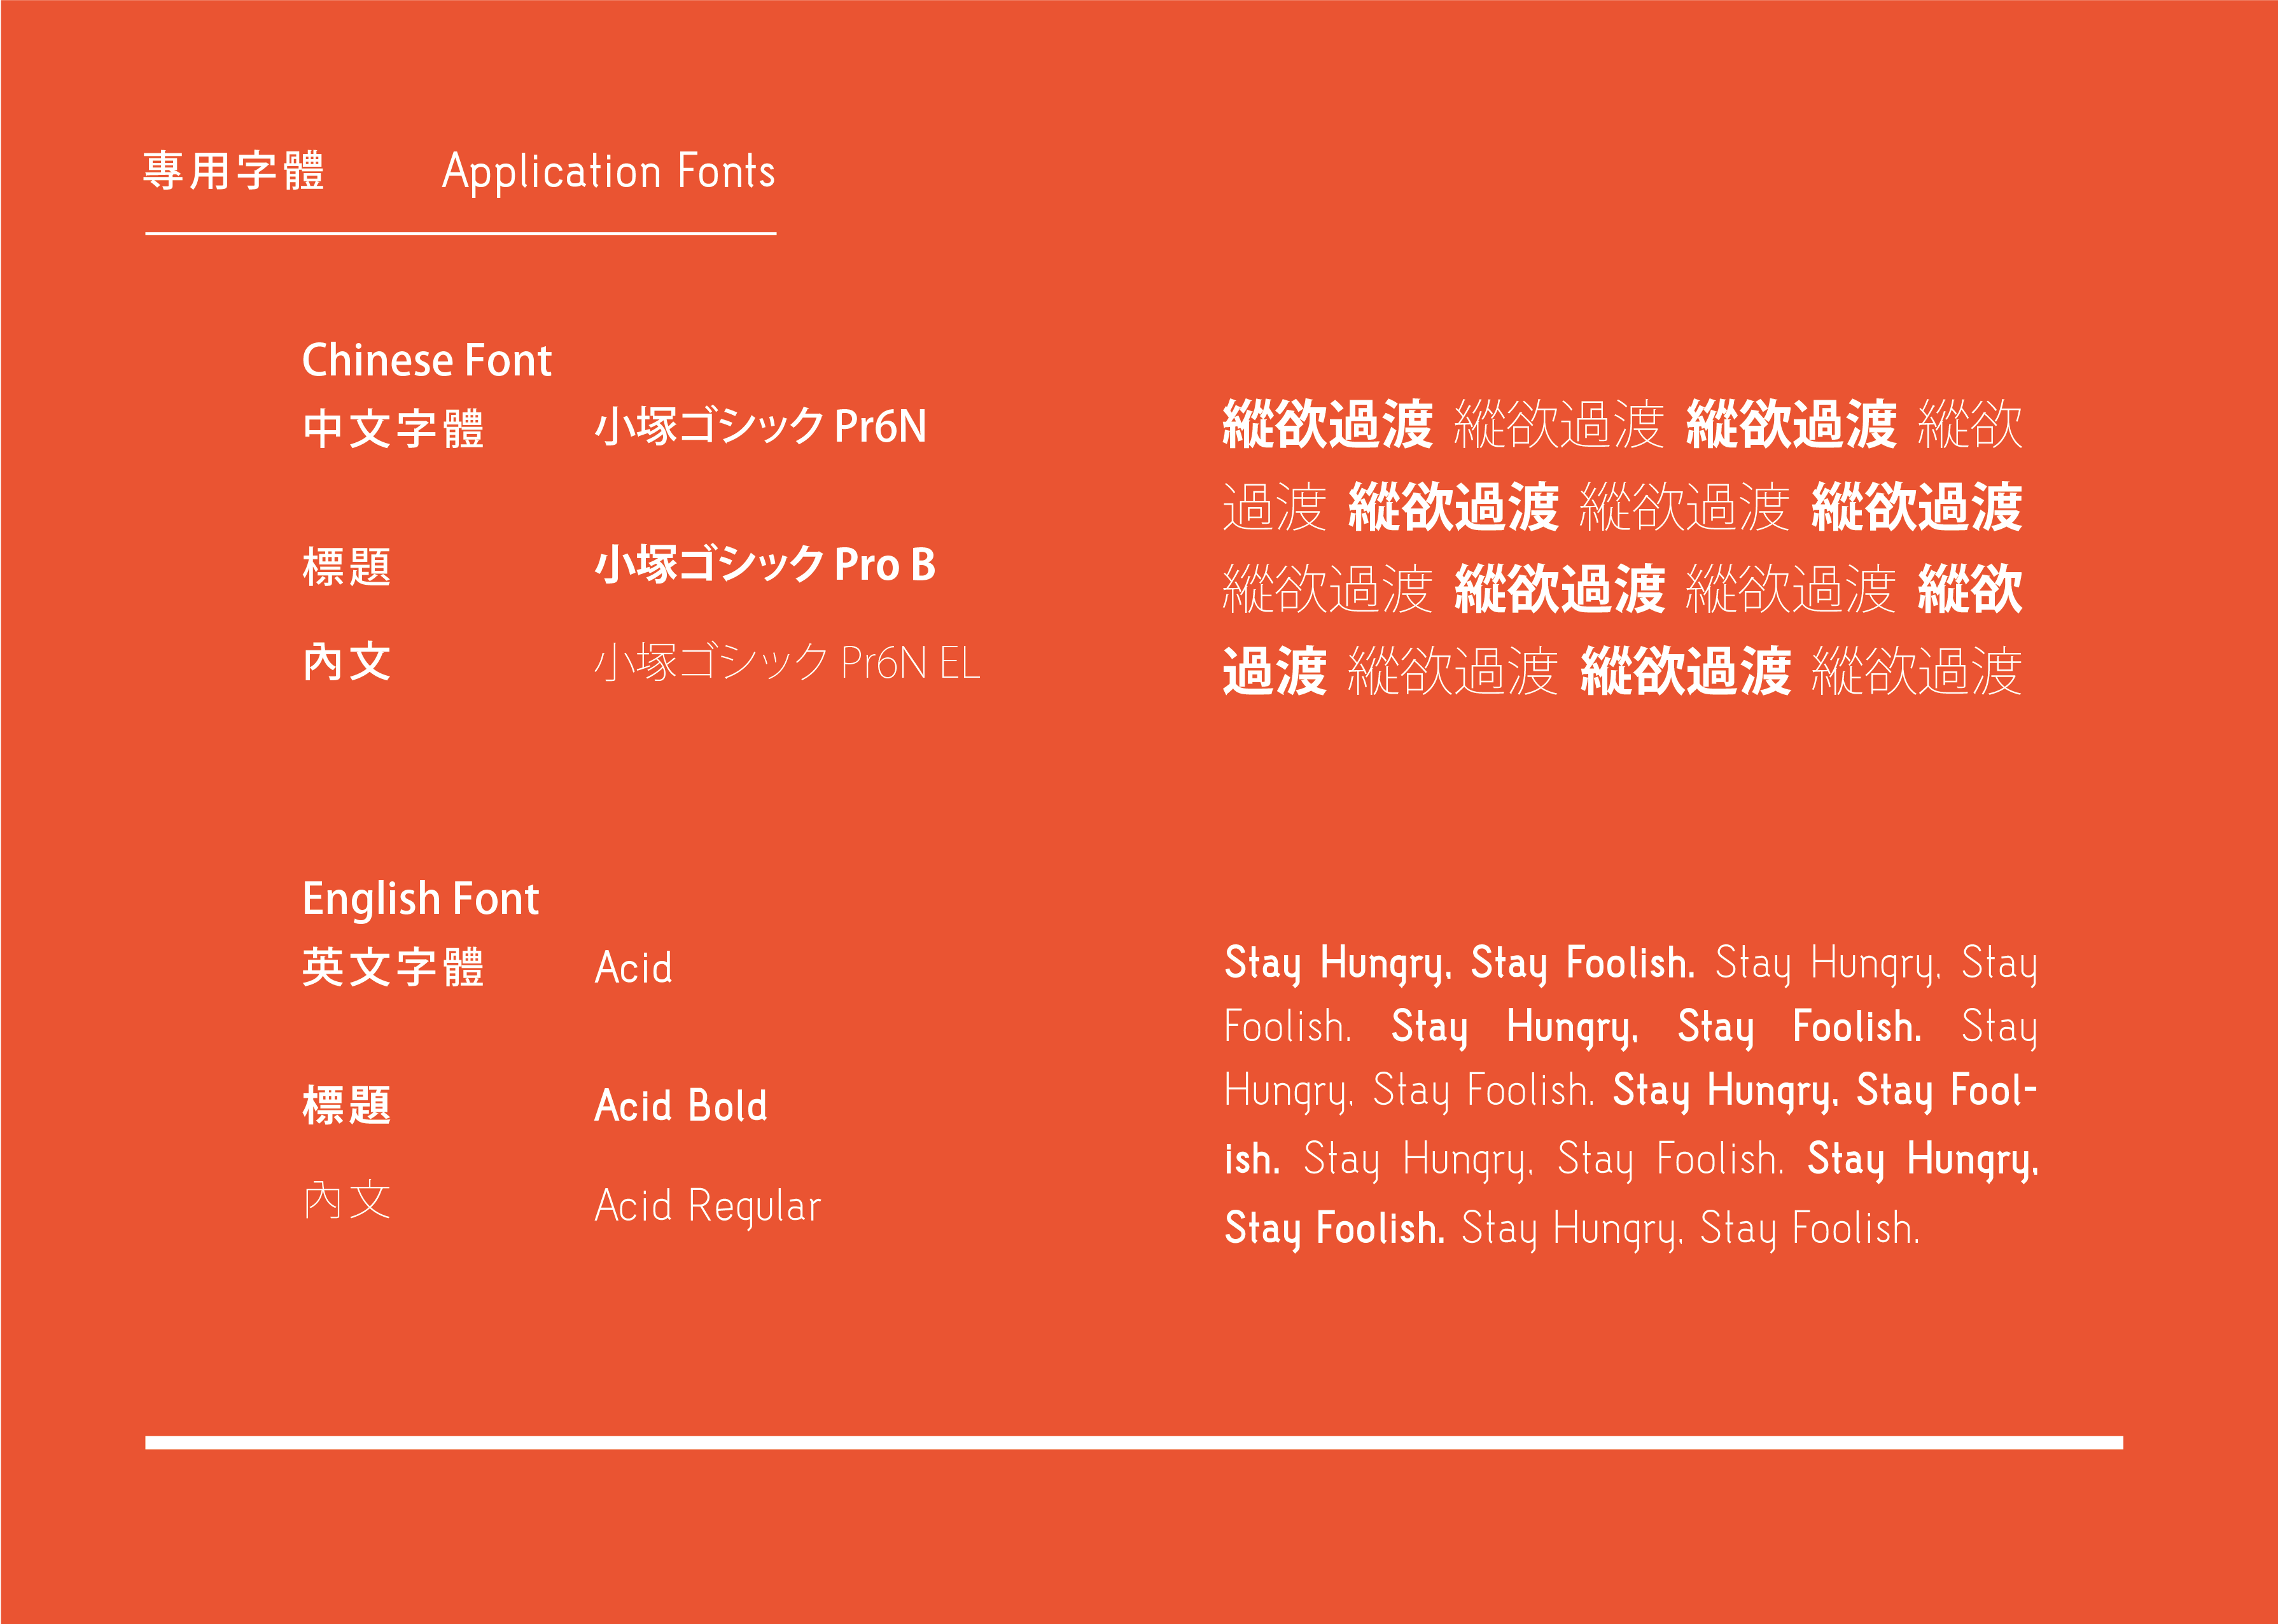 專用字體 Application Fonts
Chinese Font
中文字體 小塚ゴシック Pr6N
標題 小塚ゴシック Pro B
內文 小塚ゴシック Pr6N EL
縱欲過渡 縱欲過渡 縱欲過渡 縱欲
過渡 縱欲過渡 縱欲過渡 縱欲過渡
縱欲過渡 縱欲過渡 縱欲過渡 縱欲
過渡 縱欲過渡 縱欲過渡 縱欲過渡
English Font
英文字體 Acid
標題 Acid Bold
內文 Acid Regular
Stay Hungry, Stay Foolish. Stay Hungry, Stay
Foolish. Stay Hungry, Stay Foolish. Stay
Hungry, Stay Foolish. Stay Hungry, Stay Fool-
ish. Stay Hungry, Stay Foolish. Stay Hungry,
Stay Foolish. Stay Hungry, Stay Foolish.